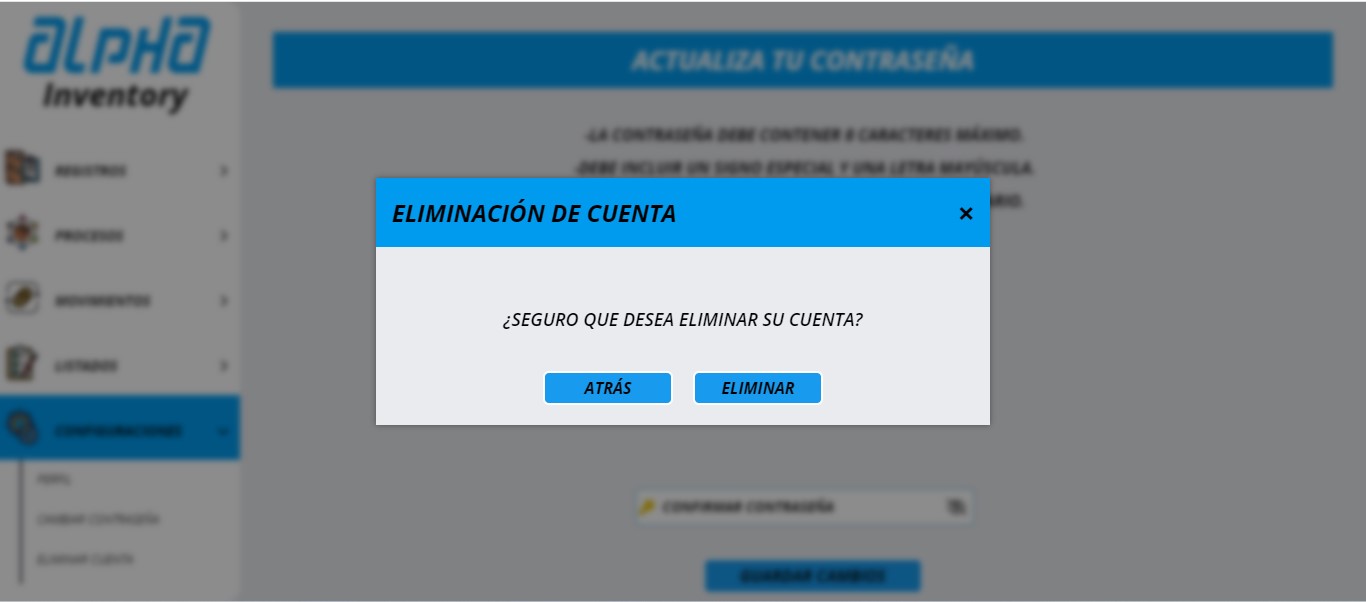 ALPHA
Inventory
REGISTROS
PROCESOS
MOVIMIENTOS
LISTADOS
CONFIGURACIONES
PERFIL
CAMBIAR CONTRASEÑA
ELIMINAR CUENTA
ACTUALIZA TU CONTRASEÑA
-LA CONTRASEÑA DEBE CONTENER 8 CARACTERES MÁXIMO.
-DEBE INCLUIR UN SIGNO ESPECIAL Y UNA LETRA MAYÚSCULA.
ELIMINACIÓN DE CUENTA ×
¿SEGURO QUE DESEA ELIMINAR SU CUENTA?
ATRÁS
ELIMINAR
CONFIRMAR CONTRASEÑA
GUARDAR CAMBIOS